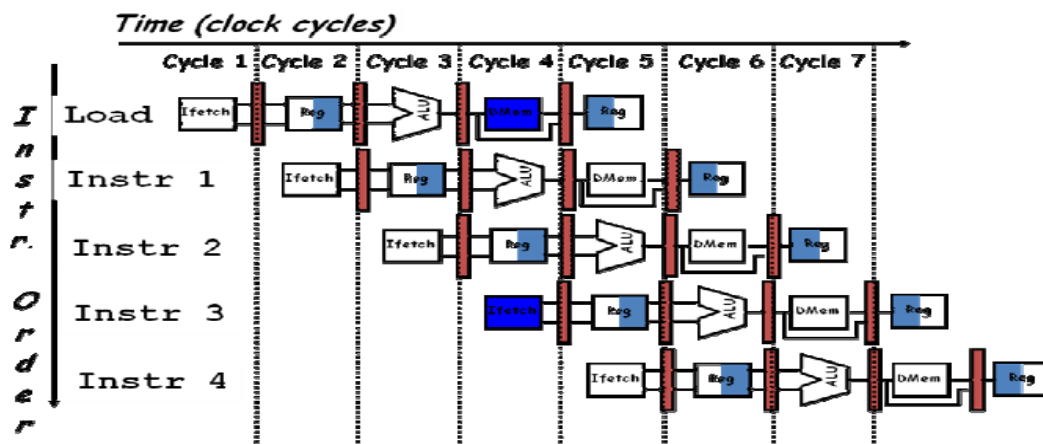 Time (clock cycles)
Cycle 1 Cycle 2 Cycle 3 Cycle 4 Cycle 5 Cycle 6 Cycle 7
Instr. Order
Load Ifetch Reg ALU DMem Reg
Instr 1 Ifetch Reg ALU DMem Reg
Instr 2 Ifetch Reg ALU DMem Reg
Instr 3 Ifetch Reg ALU DMem Reg
Instr 4 Ifetch Reg ALU DMem Reg